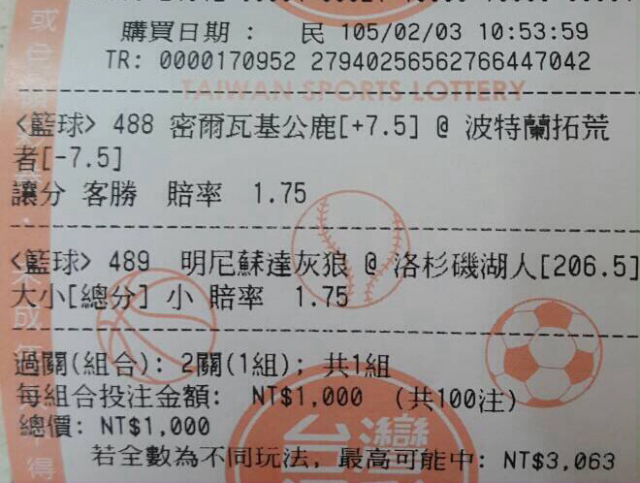 購買日期 : 民 105/02/03 10:53:59
TR: 0000170952 27940256562766447042
TAIWAN SPORTS LOTTERY
<籃球> 488 密爾瓦基公鹿[+7.5] @ 波特蘭拓荒
者[-7.5]
讓分 客勝 賠率 1.75
<籃球> 489 明尼蘇達灰狼 @ 洛杉磯湖人[206.5]
大小[總分] 小 賠率 1.75
過關(組合): 2關(1組); 共1組
每組合投注金額: NT$1,000 (共100注)
總價: NT$1,000
若全數為不同玩法, 最高可能中: NT$3,063
台灣